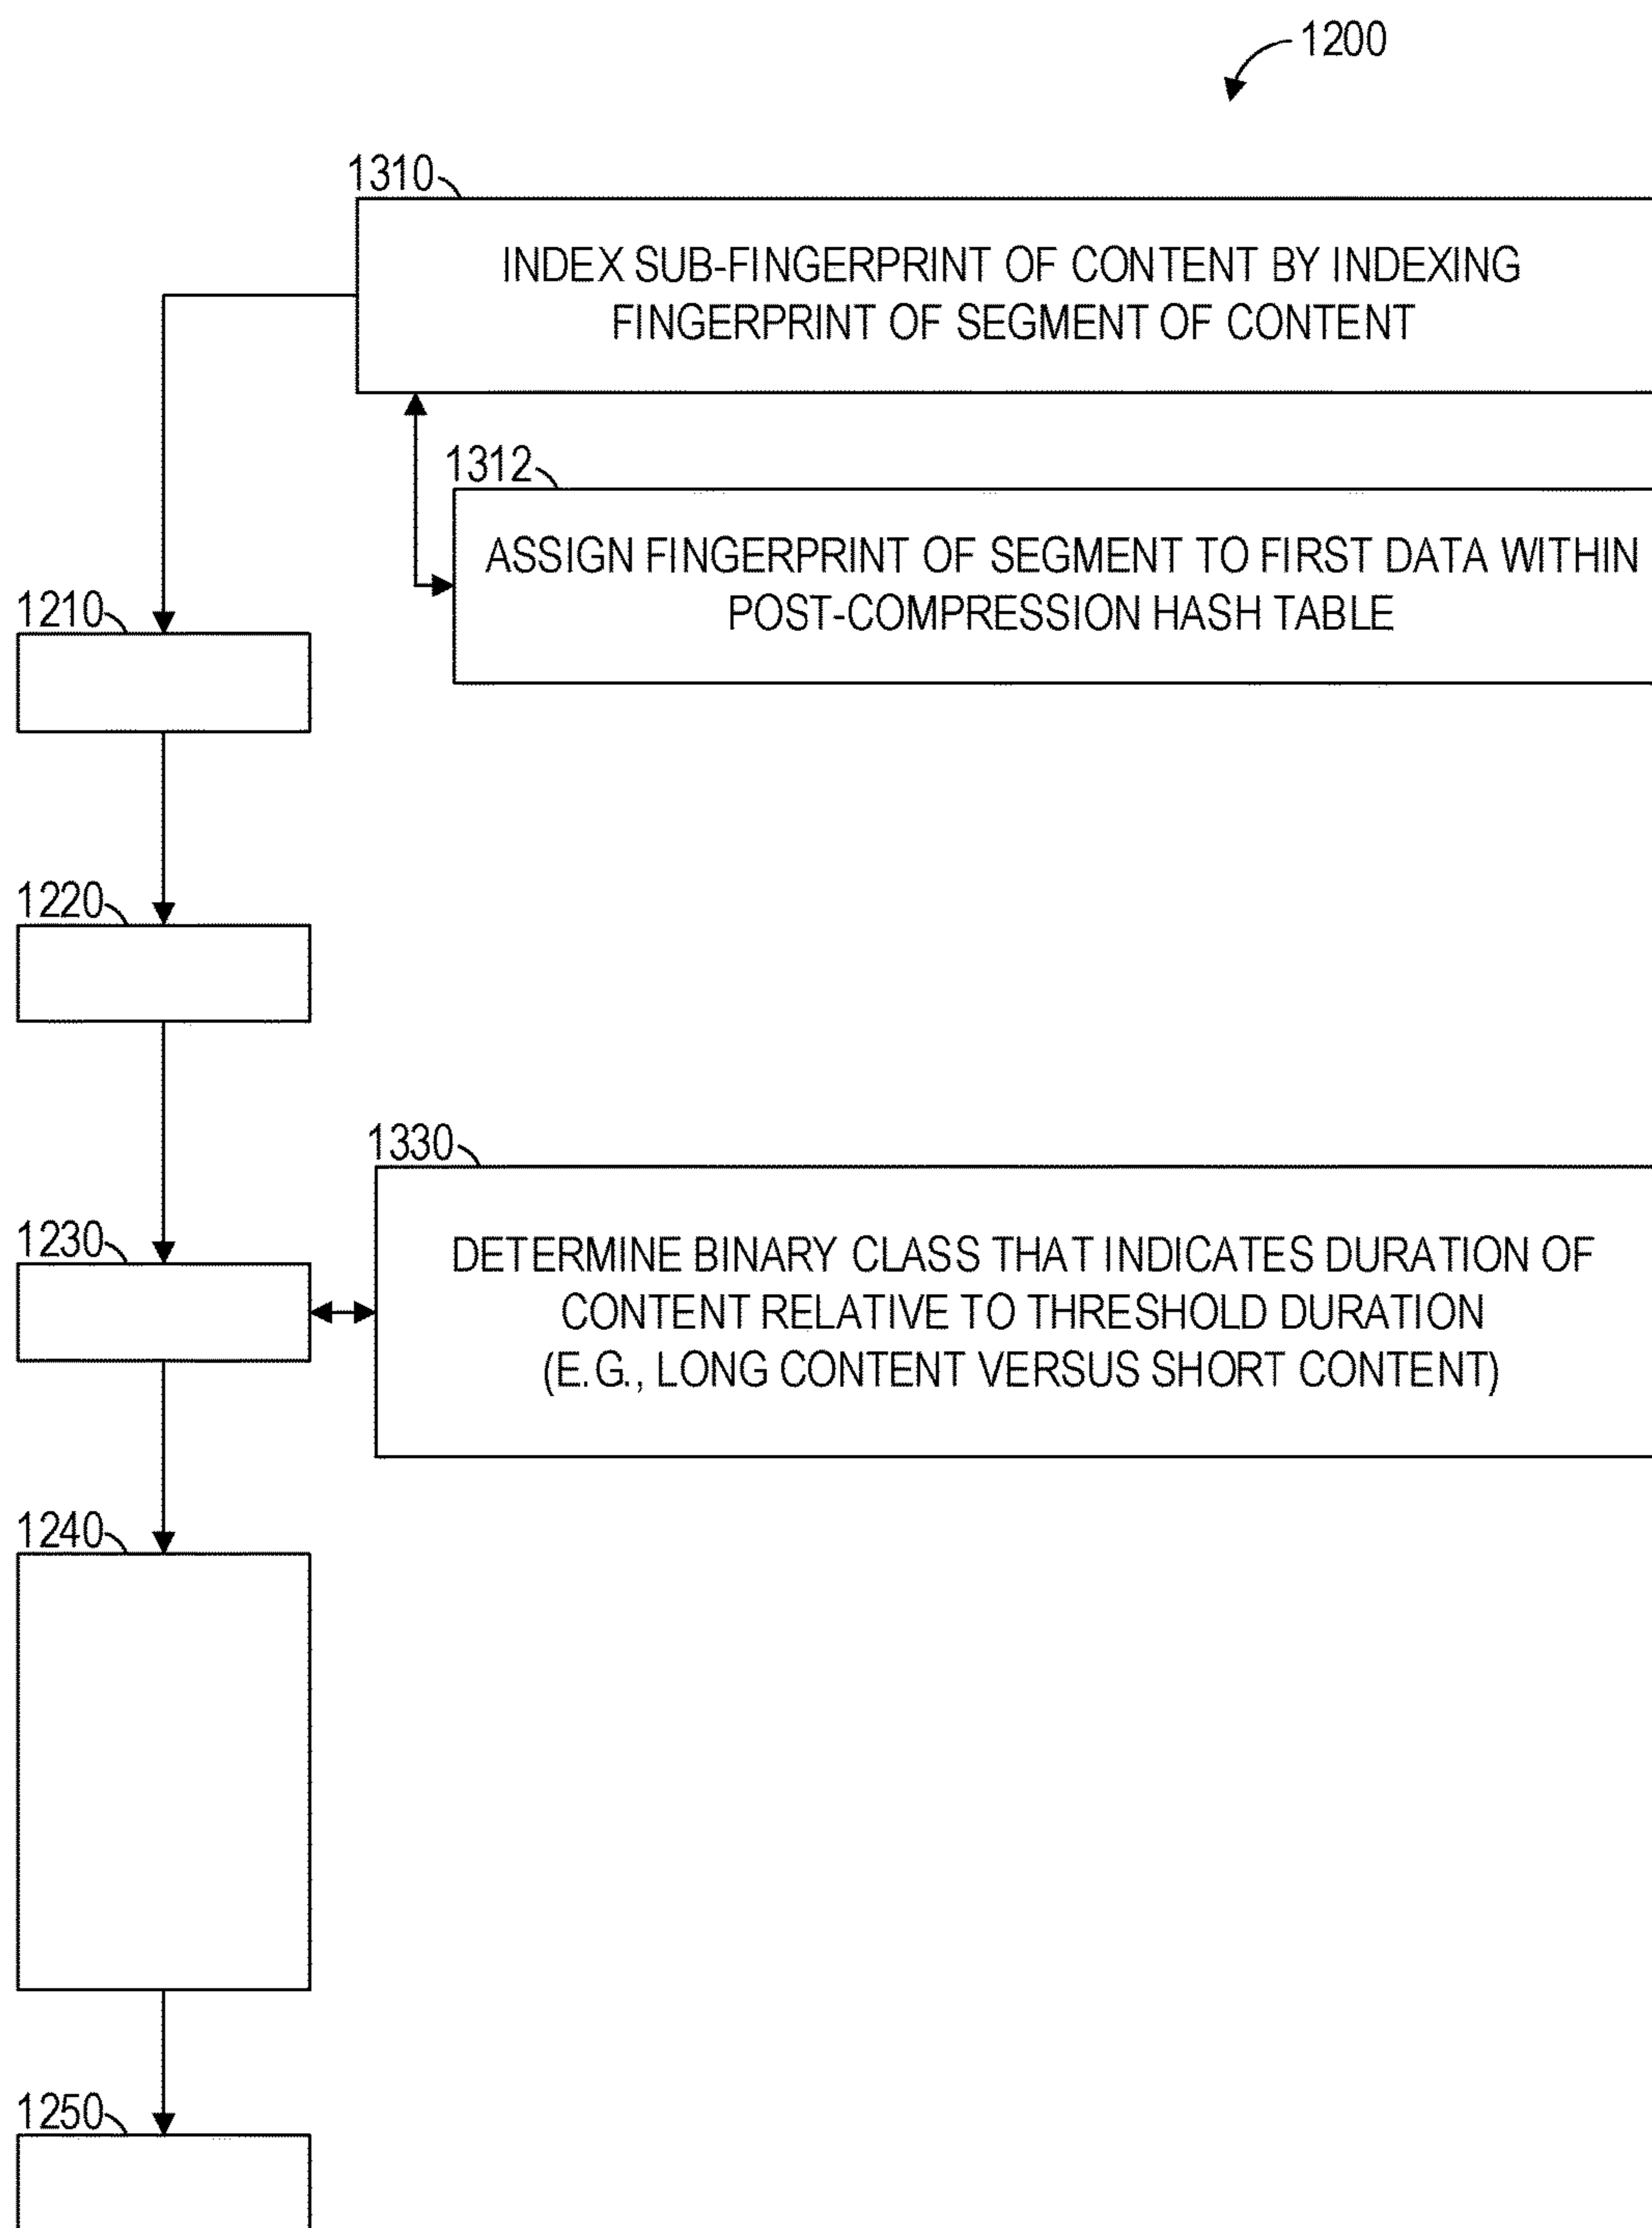 1200
1310
INDEX SUB-FINGERPRINT OF CONTENT BY INDEXING
FINGERPRINT OF SEGMENT OF CONTENT
1312
ASSIGN FINGERPRINT OF SEGMENT TO FIRST DATA WITHIN
POST-COMPRESSION HASH TABLE
1210
1220
1330
DETERMINE BINARY CLASS THAT INDICATES DURATION OF
CONTENT RELATIVE TO THRESHOLD DURATION
(E.G., LONG CONTENT VERSUS SHORT CONTENT)
1230
1240
1250